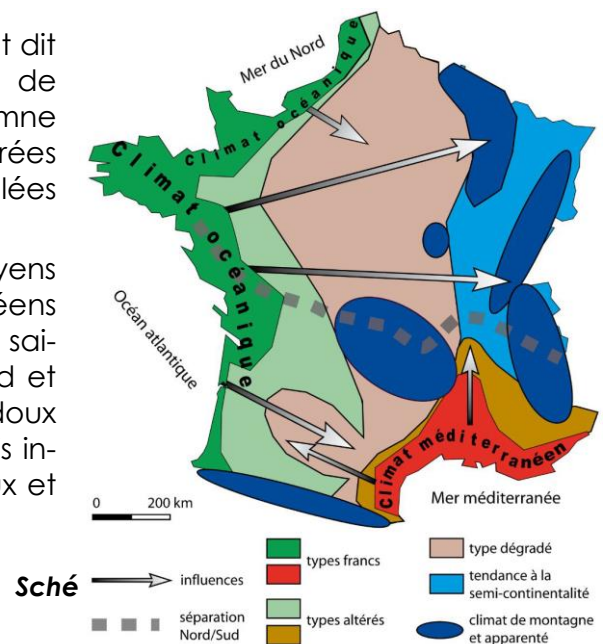 t dit
de
mne
rées
lées
yens
éens
sai-
d et
doux
s in-
ux et
Mer du Nord
Climat océanique
Climat océanique
Océan atlantique
Climat méditerranéen
Mer méditerranée
0 200 km
Sché
influences
séparation
Nord/Sud
types francs
types altérés
type dégradé
tendance à la
semi-continentalité
climat de montagne
et apparenté